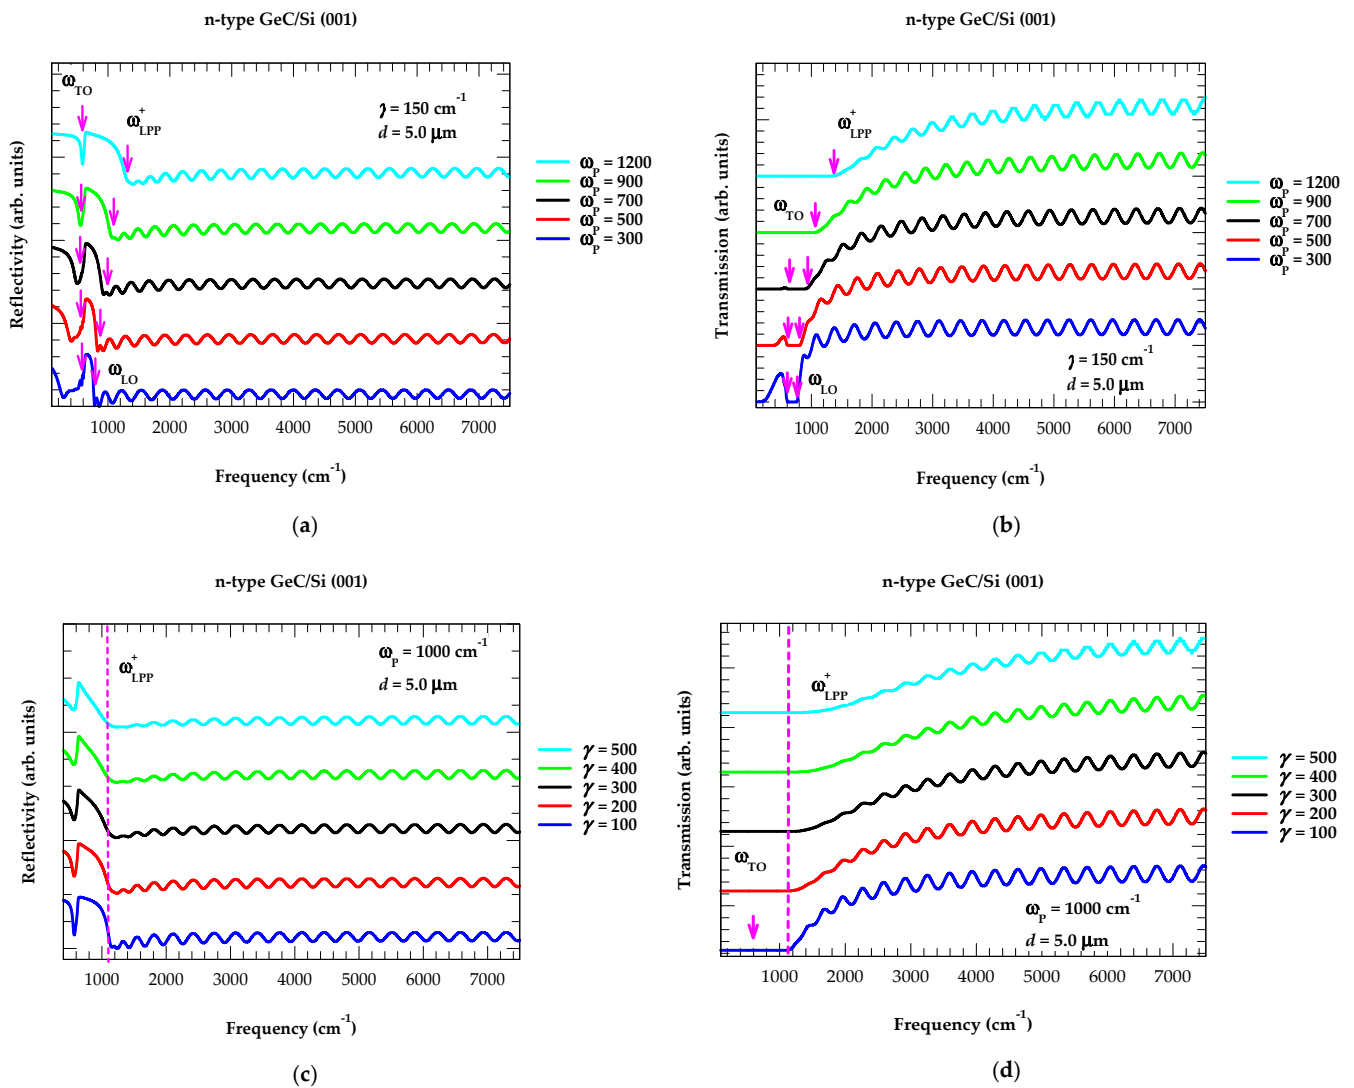 n-type GeC/Si (001)
ω_TO
ω⁺_LPP
γ = 150 cm⁻¹
d = 5.0 μm
ω_LO
Reflectivity (arb. units)
1000 2000 3000 4000 5000 6000 7000
Frequency (cm⁻¹)
ω_P = 1200
ω_P = 900
ω_P = 700
ω_P = 500
ω_P = 300
(a)
n-type GeC/Si (001)
ω⁺_LPP
ω_TO
ω_LO
γ = 150 cm⁻¹
d = 5.0 μm
Transmission (arb. units)
1000 2000 3000 4000 5000 6000 7000
Frequency (cm⁻¹)
ω_P = 1200
ω_P = 900
ω_P = 700
ω_P = 500
ω_P = 300
(b)
n-type GeC/Si (001)
ω⁺_LPP
ω_P = 1000 cm⁻¹
d = 5.0 μm
Reflectivity (arb. units)
1000 2000 3000 4000 5000 6000 7000
Frequency (cm⁻¹)
γ = 500
γ = 400
γ = 300
γ = 200
γ = 100
(c)
n-type GeC/Si (001)
ω⁺_LPP
ω_TO
ω_P = 1000 cm⁻¹
d = 5.0 μm
Transmission (arb. units)
1000 2000 3000 4000 5000 6000 7000
Frequency (cm⁻¹)
γ = 500
γ = 400
γ = 300
γ = 200
γ = 100
(d)